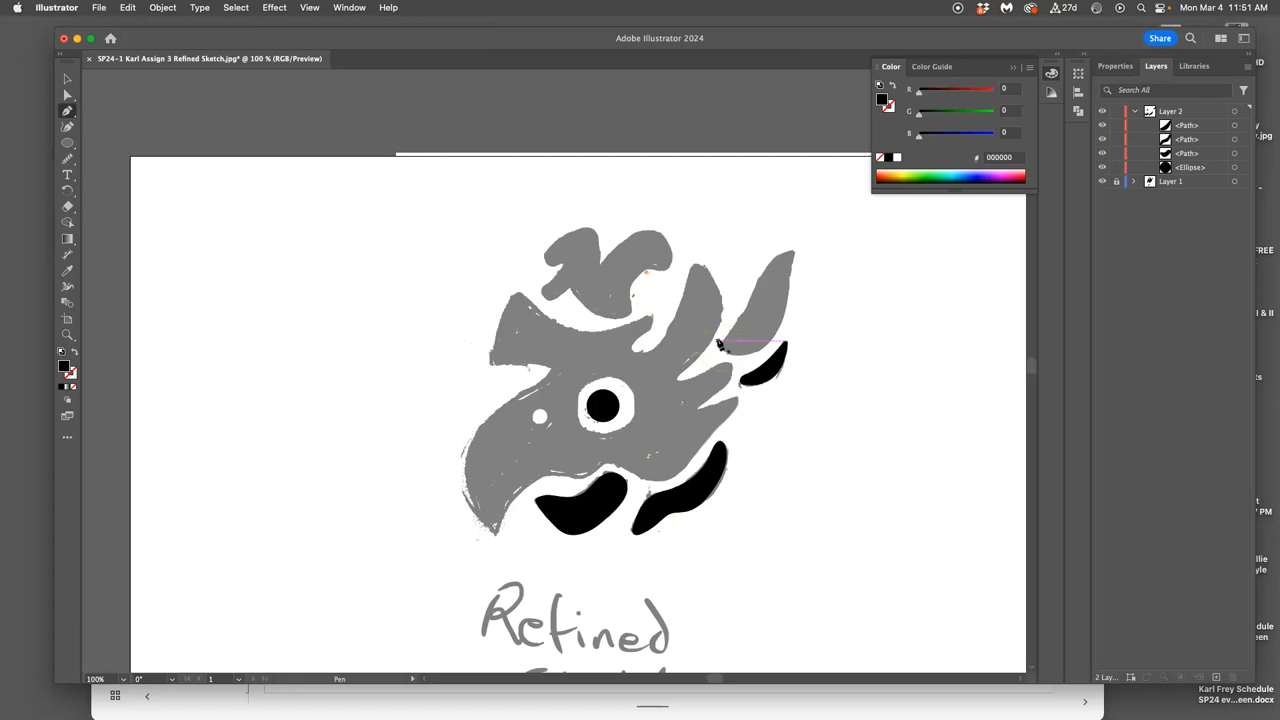 Illustrator File Edit Object Type Select Effect View Window Help
27d
Mon Mar 4 11:51 AM
Adobe Illustrator 2024
Share
× SP24-1 Karl Assign 3 Refined Sketch.jpg* @ 100 % (RGB/Preview)
Color Color Guide
Properties Layers Libraries
R 0
G 0
B 0
# 000000
Search All
Layer 2
<Path>
<Path>
<Path>
<Ellipse>
Layer 1
Refined
100% 0° 1 Pen
2 Lay...
Karl Frey Schedule
SP24 ev...een.docx